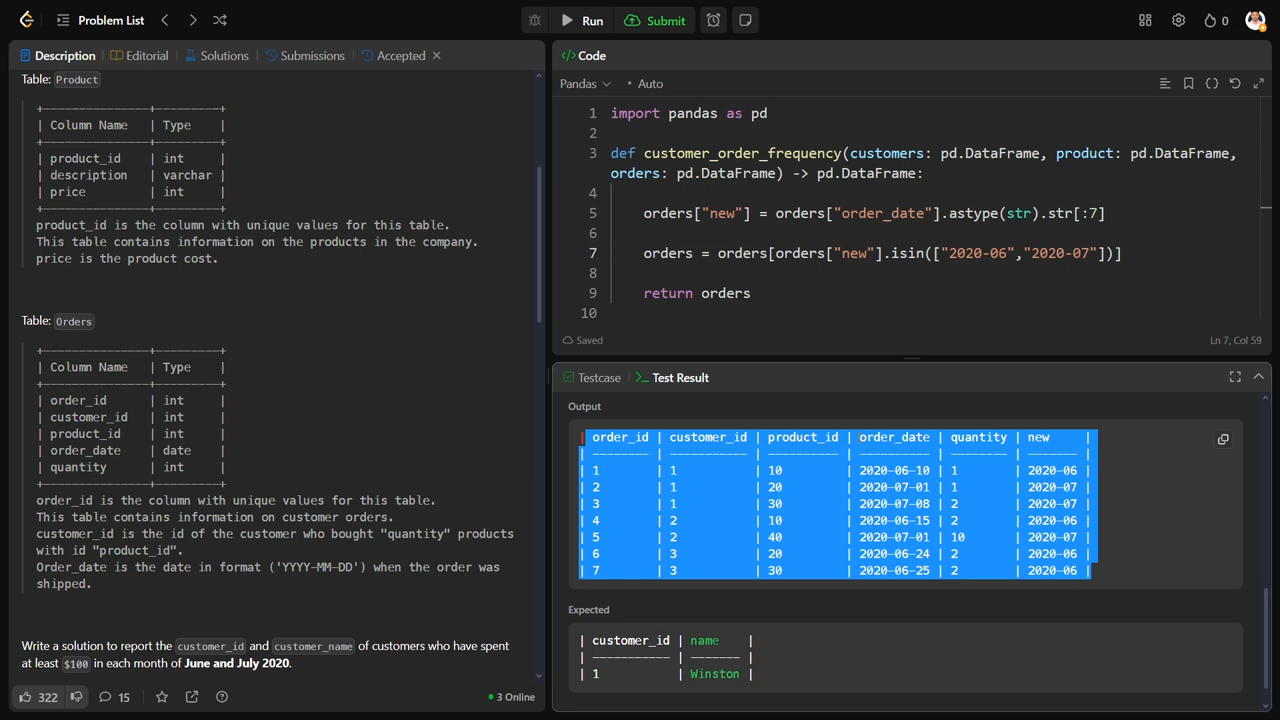 Problem List
Run
Submit
0
Description
Editorial
Solutions
Submissions
Accepted
Table: Product
+———————————————+—————————+
| Column Name   | Type    |
+———————————————+—————————+
| product_id    | int     |
| description   | varchar |
| price         | int     |
+———————————————+—————————+
product_id is the column with unique values for this table.
This table contains information on the products in the company.
price is the product cost.
Table: Orders
+———————————————+—————————+
| Column Name   | Type    |
+———————————————+—————————+
| order_id      | int     |
| customer_id   | int     |
| product_id    | int     |
| order_date    | date    |
| quantity      | int     |
+———————————————+—————————+
order_id is the column with unique values for this table.
This table contains information on customer orders.
customer_id is the id of the customer who bought "quantity" products
with id "product_id".
Order_date is the date in format ('YYYY-MM-DD') when the order was
shipped.
Write a solution to report the customer_id and customer_name of customers who have spent
at least $100 in each month of June and July 2020.
322
15
3 Online
Code
Pandas
Auto
1 import pandas as pd
2
3 def customer_order_frequency(customers: pd.DataFrame, product: pd.DataFrame,
orders: pd.DataFrame) -> pd.DataFrame:
4
5     orders["new"] = orders["order_date"].astype(str).str[:7]
6
7     orders = orders[orders["new"].isin(["2020-06","2020-07"])]
8
9     return orders
10
Saved
Ln 7, Col 59
Testcase
Test Result
Output
| order_id | customer_id | product_id | order_date | quantity | new     |
| ———————— | ——————————— | —————————— | —————————— | ———————— | ——————— |
| 1        | 1           | 10         | 2020-06-10 | 1        | 2020-06 |
| 2        | 1           | 20         | 2020-07-01 | 1        | 2020-07 |
| 3        | 1           | 30         | 2020-07-08 | 2        | 2020-07 |
| 4        | 2           | 10         | 2020-06-15 | 2        | 2020-06 |
| 5        | 2           | 40         | 2020-07-01 | 10       | 2020-07 |
| 6        | 3           | 20         | 2020-06-24 | 2        | 2020-06 |
| 7        | 3           | 30         | 2020-06-25 | 2        | 2020-06 |
Expected
| customer_id | name    |
| ——————————— | ——————— |
| 1           | Winston |